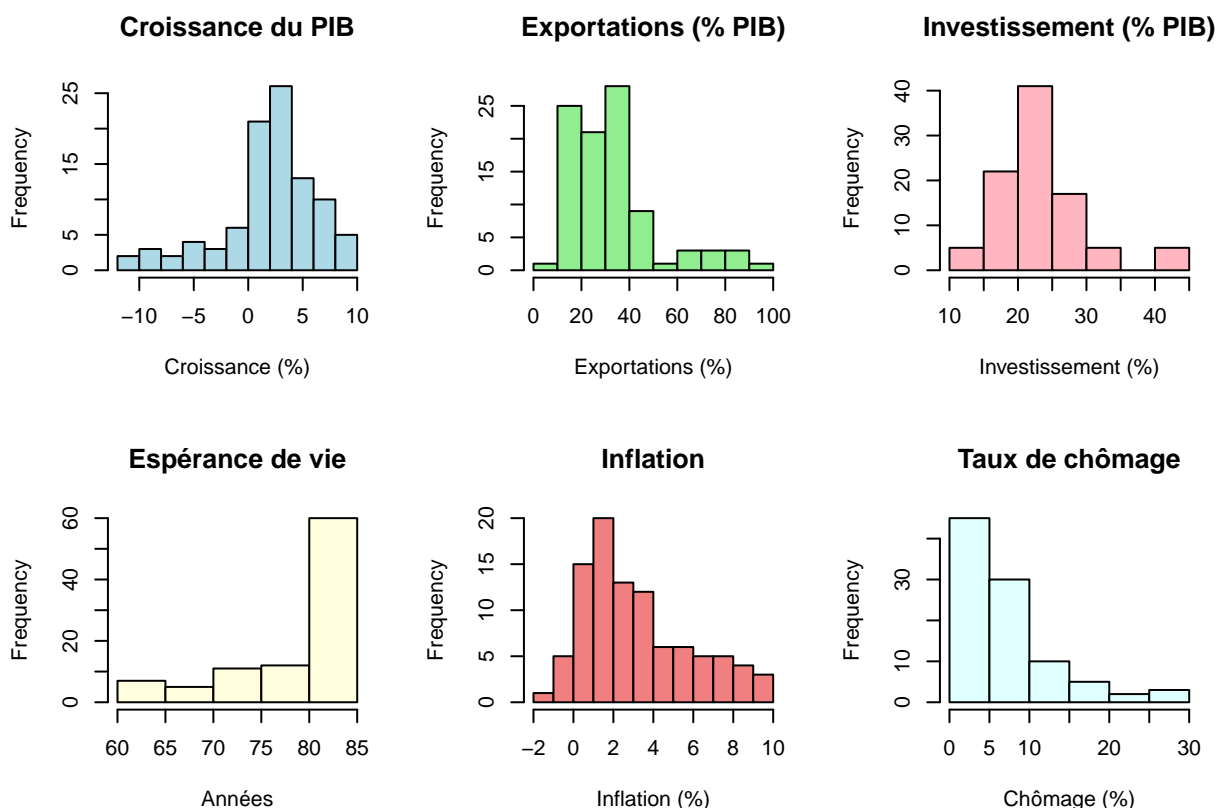 Croissance du PIB
Frequency
0 5 15 25
−10 −5 0 5 10
Croissance (%)
Exportations (% PIB)
Frequency
0 5 15 25
0 20 40 60 80 100
Exportations (%)
Investissement (% PIB)
Frequency
0 10 20 30 40
10 20 30 40
Investissement (%)
Espérance de vie
Frequency
0 20 40 60
60 65 70 75 80 85
Années
Inflation
Frequency
0 5 10 15 20
−2 0 2 4 6 8 10
Inflation (%)
Taux de chômage
Frequency
0 10 30
0 5 10 20 30
Chômage (%)